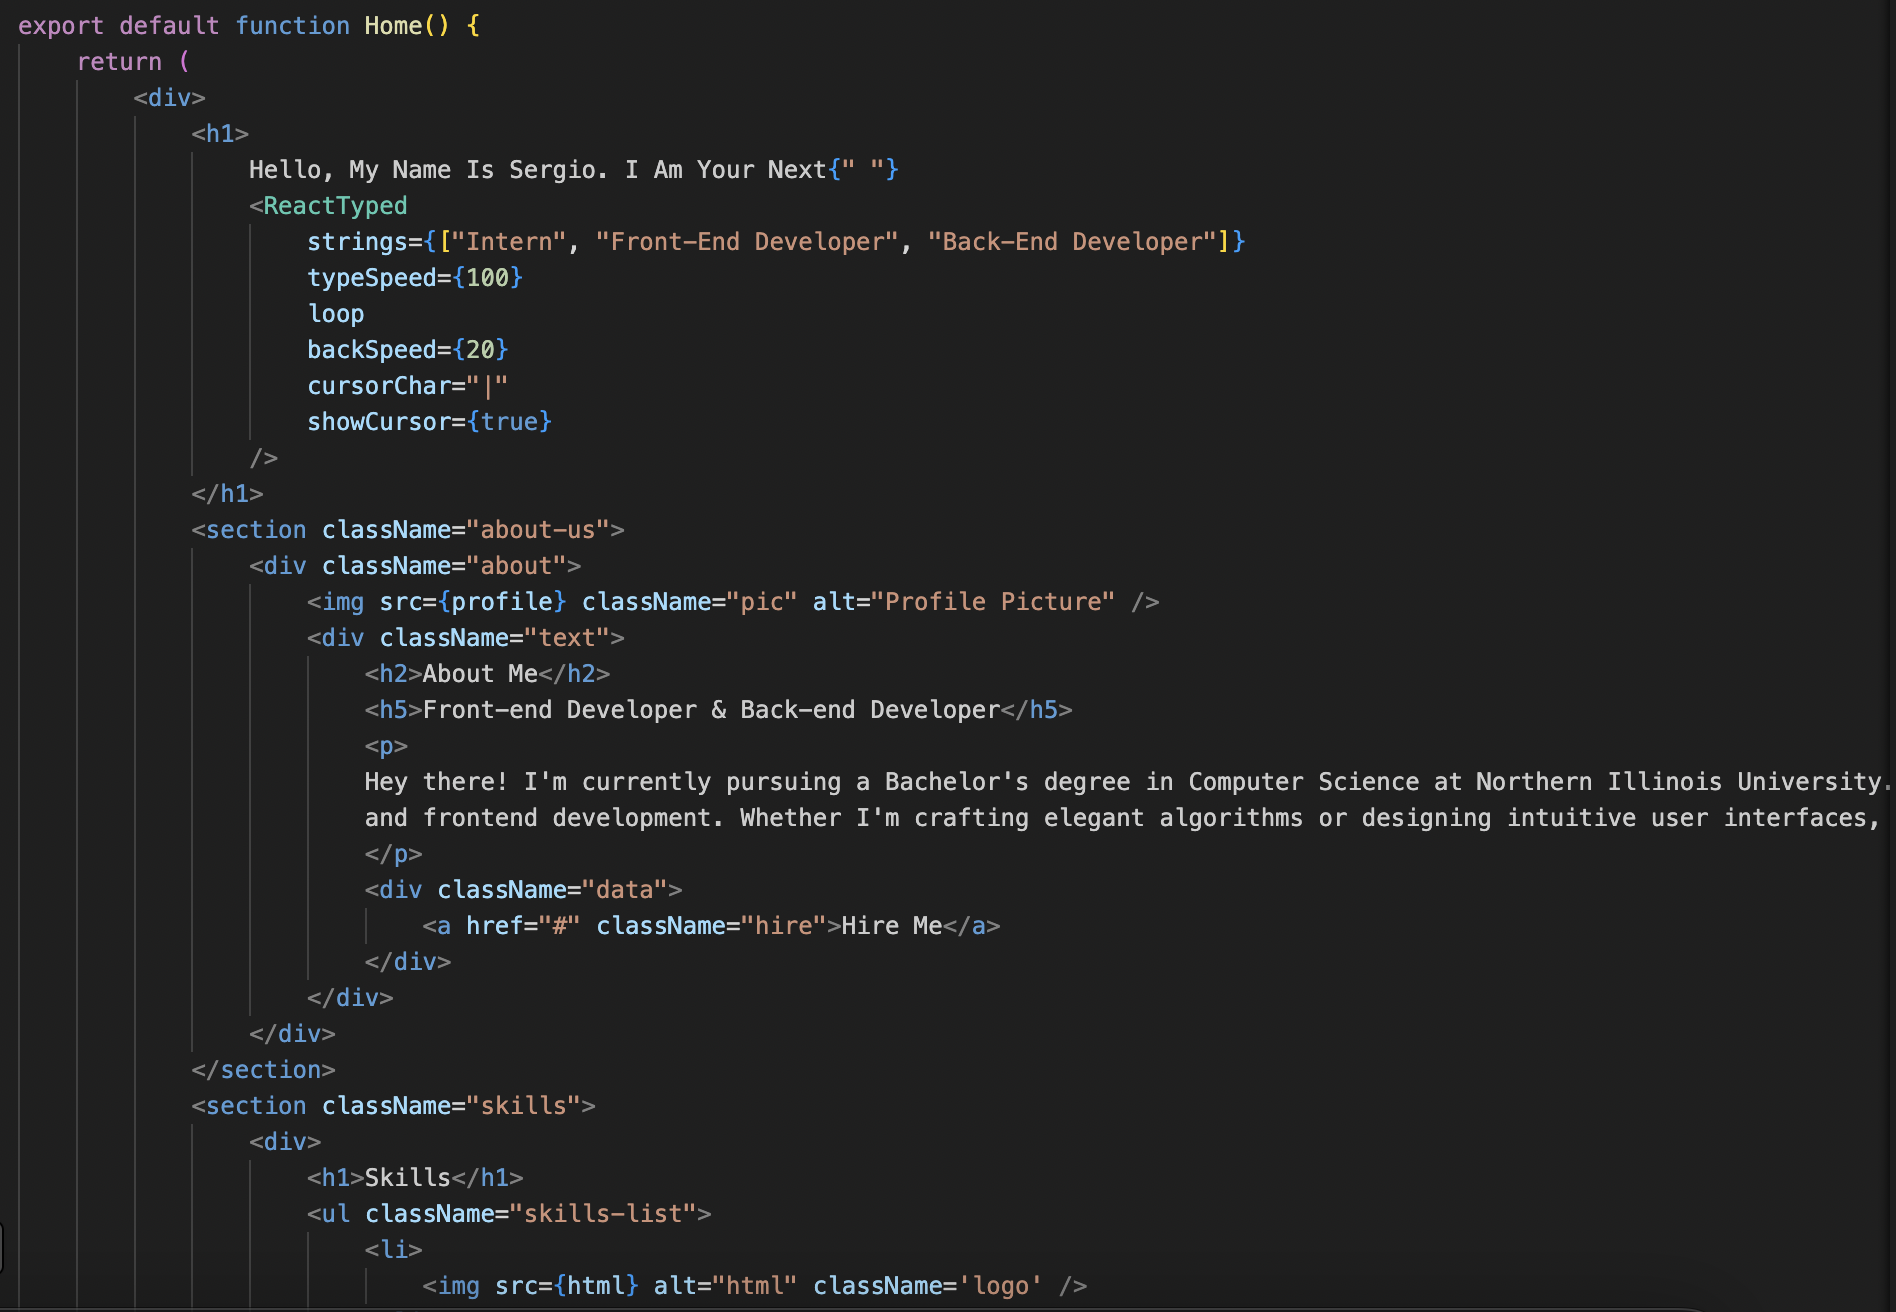 export default function Home() {
    return (
        <div>
            <h1>
                Hello, My Name Is Sergio. I Am Your Next{" "}
                <ReactTyped
                    strings={["Intern", "Front-End Developer", "Back-End Developer"]}
                    typeSpeed={100}
                    loop
                    backSpeed={20}
                    cursorChar="|"
                    showCursor={true}
                />
            </h1>
            <section className="about-us">
                <div className="about">
                    <img src={profile} className="pic" alt="Profile Picture" />
                    <div className="text">
                        <h2>About Me</h2>
                        <h5>Front-end Developer & Back-end Developer</h5>
                        <p>
                        Hey there! I'm currently pursuing a Bachelor's degree in Computer Science at Northern Illinois University.
                        and frontend development. Whether I'm crafting elegant algorithms or designing intuitive user interfaces,
                        </p>
                        <div className="data">
                            <a href="#" className="hire">Hire Me</a>
                        </div>
                    </div>
                </div>
            </section>
            <section className="skills">
                <div>
                    <h1>Skills</h1>
                    <ul className="skills-list">
                        <li>
                            <img src={html} alt="html" className='logo' />